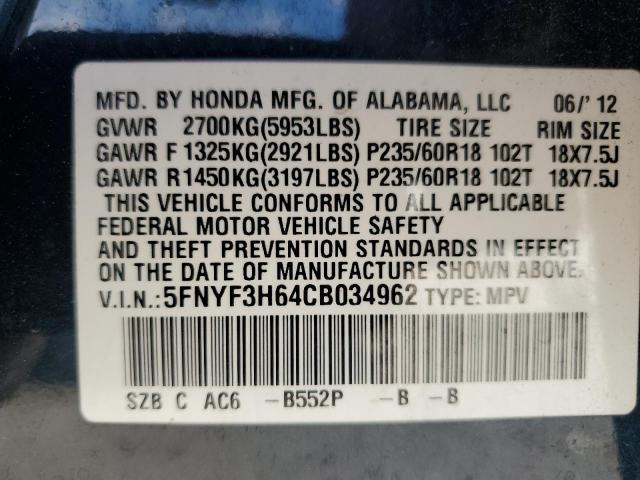 MFD. BY HONDA MFG. OF ALABAMA, LLC 06/'12
GVWR 2700KG(5953LBS) TIRE SIZE RIM SIZE
GAWR F 1325KG(2921LBS) P235/60R18 102T 18X7.5J
GAWR R1450KG(3197LBS) P235/60R18 102T 18X7.5J
THIS VEHICLE CONFORMS TO ALL APPLICABLE
FEDERAL MOTOR VEHICLE SAFETY
AND THEFT PREVENTION STANDARDS IN EFFECT
ON THE DATE OF MANUFACTURE SHOWN ABOVE.
V.I.N.:5FNYF3H64CB034962 TYPE: MPV
SZB C AC6 -B552P -B -B